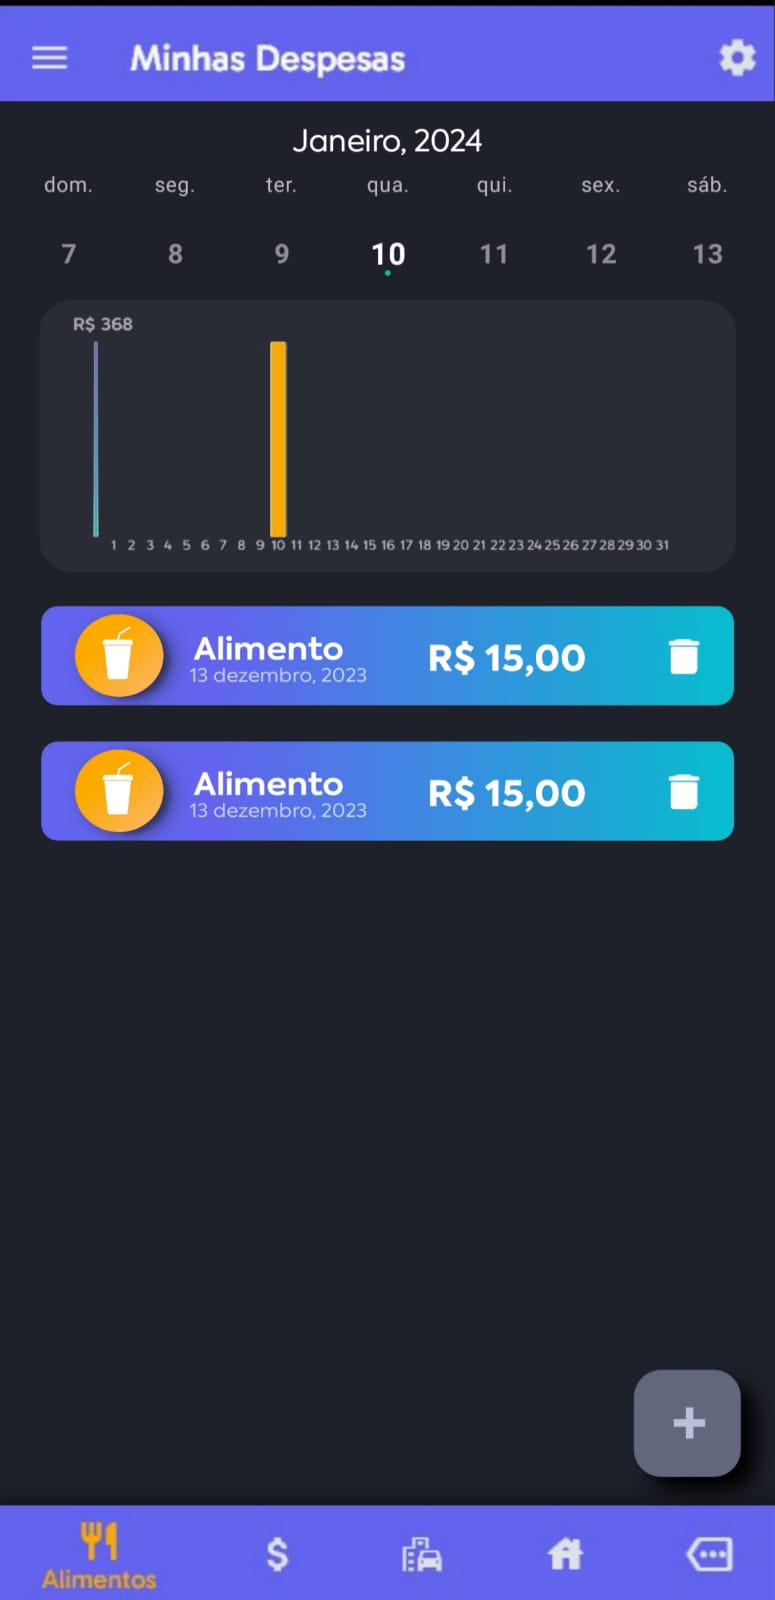 Minhas Despesas
Janeiro, 2024
dom. seg. ter. qua. qui. sex. sáb.
7 8 9 10 11 12 13
R$ 368
1 2 3 4 5 6 7 8 9 10 11 12 13 14 15 16 17 18 19 20 21 22 23 24 25 26 27 28 29 30 31
Alimento R$ 15,00
13 dezembro, 2023
Alimento R$ 15,00
13 dezembro, 2023
+
$
Alimentos